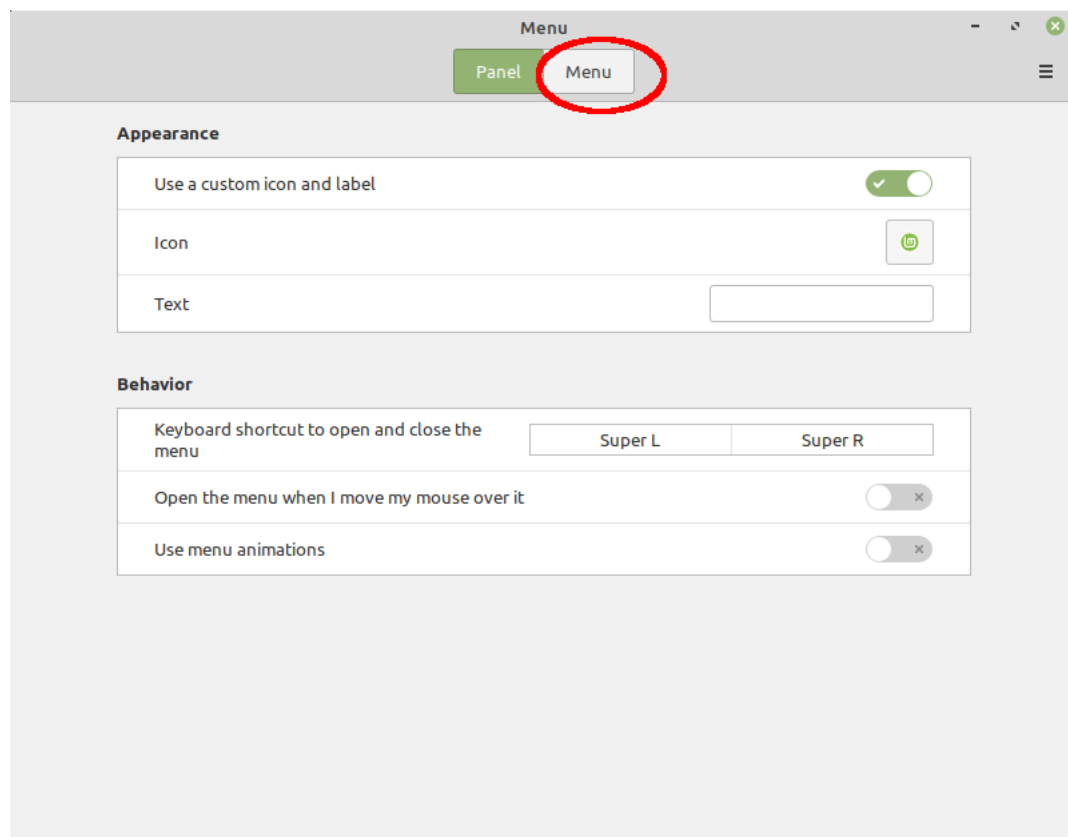 Menu
Panel
Menu
Appearance
Use a custom icon and label
Icon
Text
Behavior
Keyboard shortcut to open and close the
menu
Super L
Super R
Open the menu when I move my mouse over it
Use menu animations